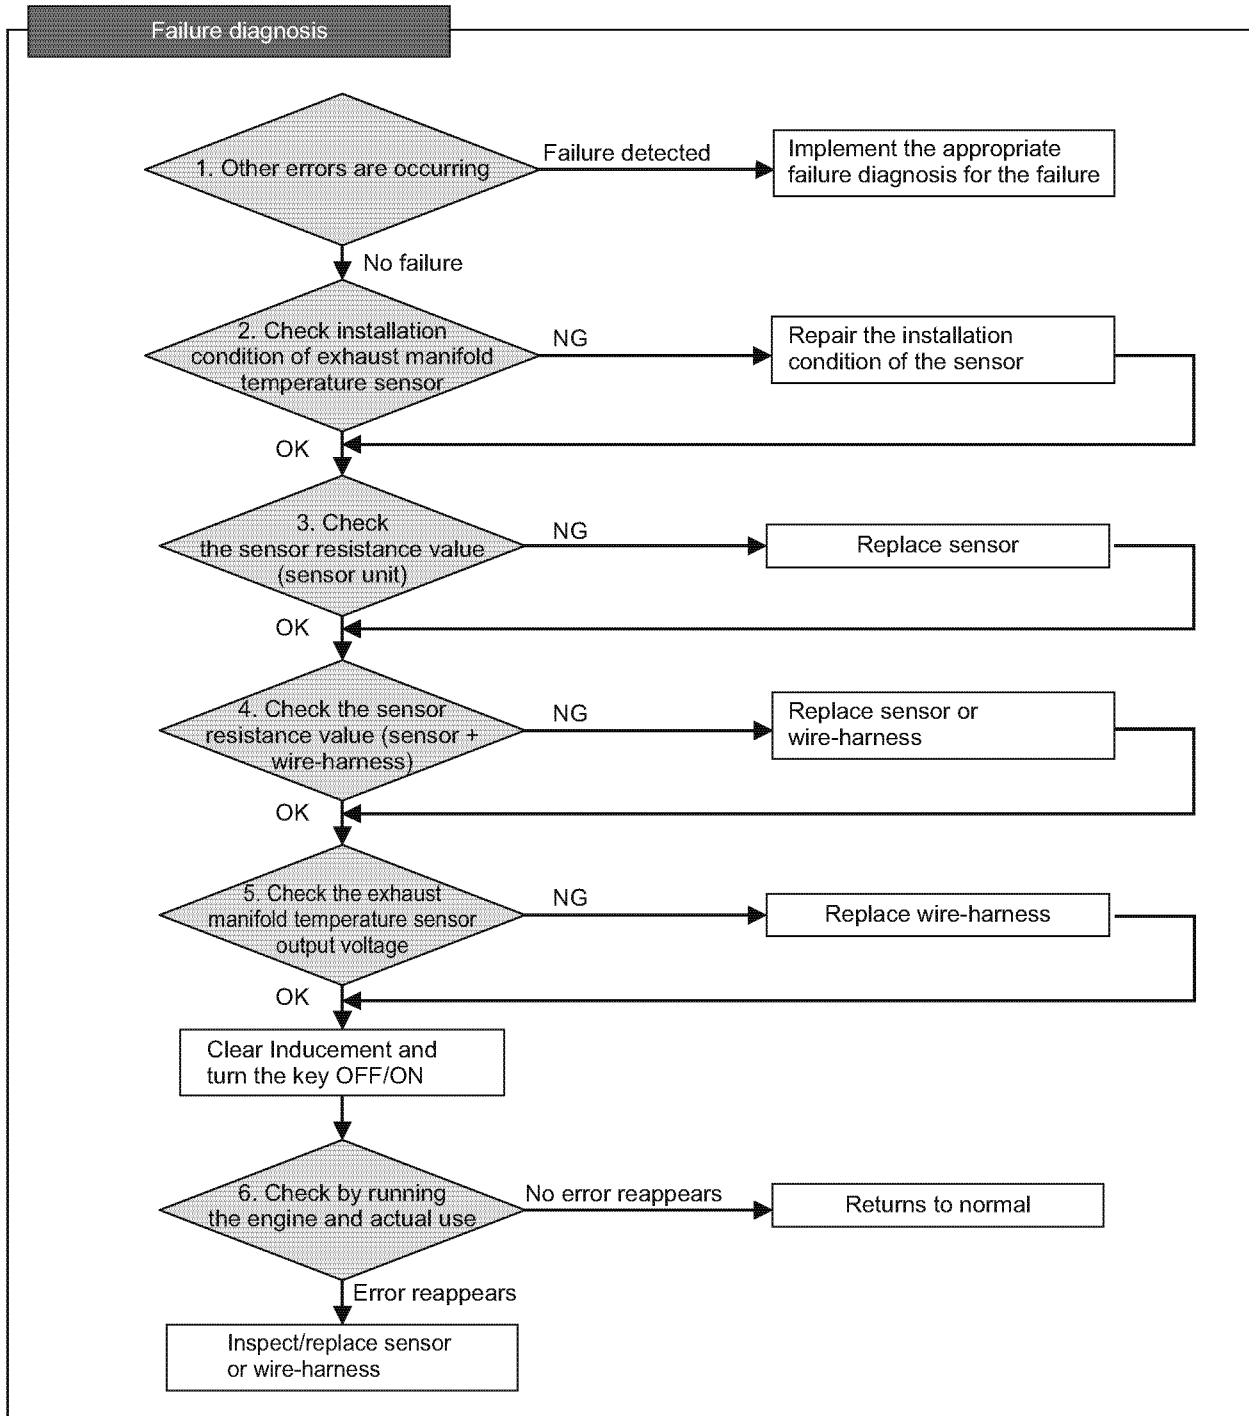 Failure diagnosis
1. Other errors are occurring
Failure detected
Implement the appropriate
failure diagnosis for the failure
No failure
2. Check installation
condition of exhaust manifold
temperature sensor
NG
Repair the installation
condition of the sensor
OK
3. Check
the sensor resistance value
(sensor unit)
NG
Replace sensor
OK
4. Check the sensor
resistance value (sensor +
wire-harness)
NG
Replace sensor or
wire-harness
OK
5. Check the exhaust
manifold temperature sensor
output voltage
NG
Replace wire-harness
OK
Clear Inducement and
turn the key OFF/ON
6. Check by running
the engine and actual use
No error reappears
Returns to normal
Error reappears
Inspect/replace sensor
or wire-harness